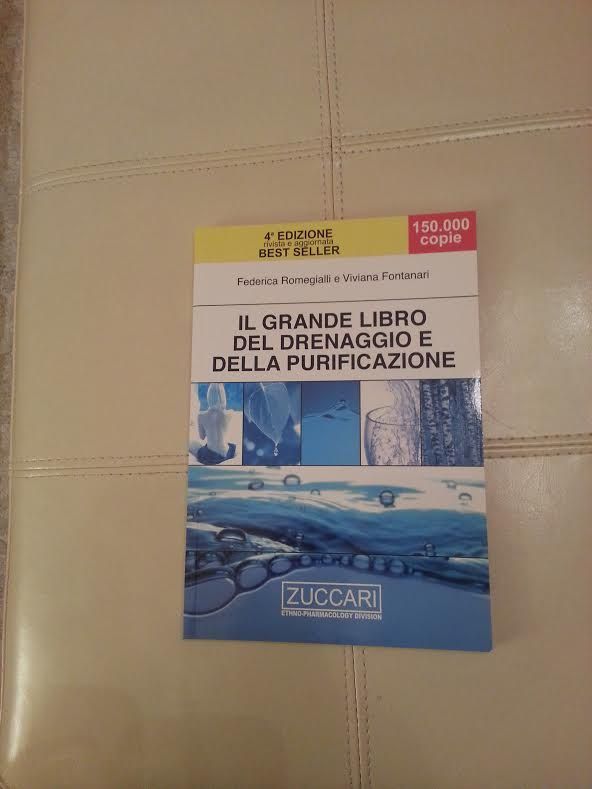 4ª EDIZIONE
rivista e aggiornata
BEST SELLER
150.000
copie
Federica Romegialli e Viviana Fontanari
IL GRANDE LIBRO
DEL DRENAGGIO E
DELLA PURIFICAZIONE
ZUCCARI
ETHNO-PHARMACOLOGY DIVISION